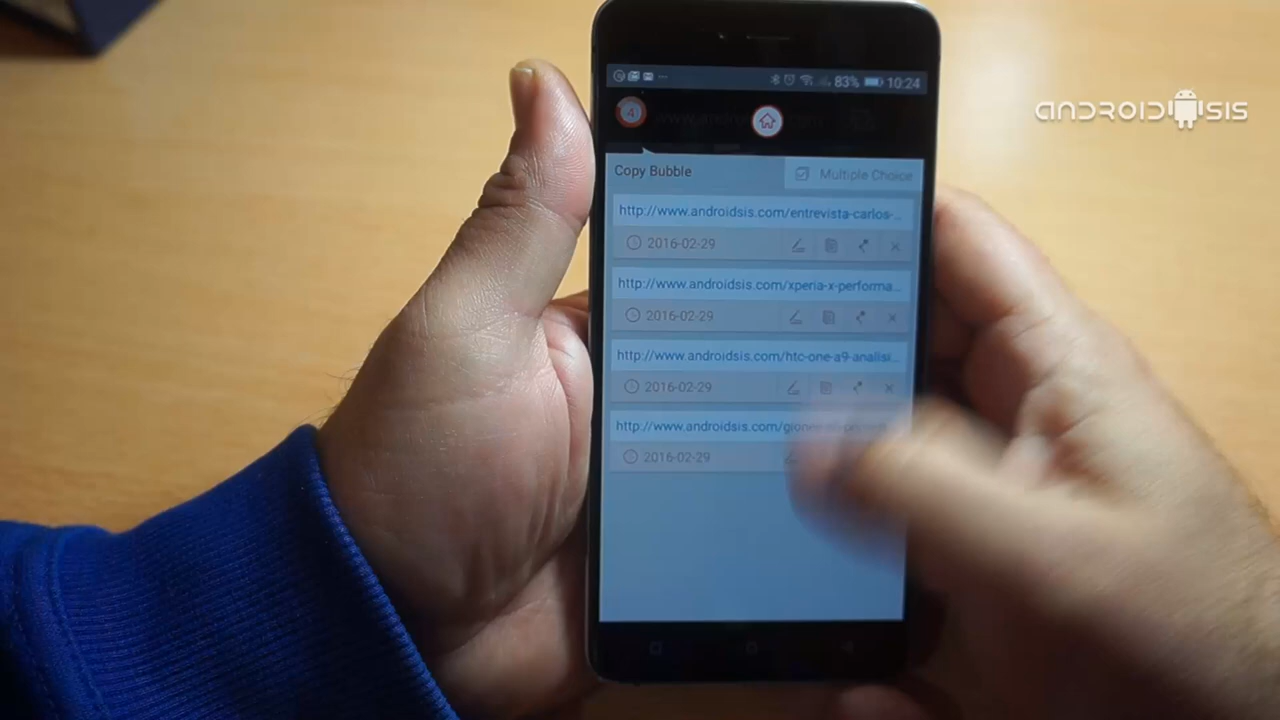 ANDROIDSIS
83% 10:24
4
Copy Bubble
Multiple Choice
http://www.androidsis.com/entrevista-carlos-...
2016-02-29
http://www.androidsis.com/xperia-x-performa...
2016-02-29
http://www.androidsis.com/htc-one-a9-analisi...
2016-02-29
http://www.androidsis.com/gionee
2016-02-29